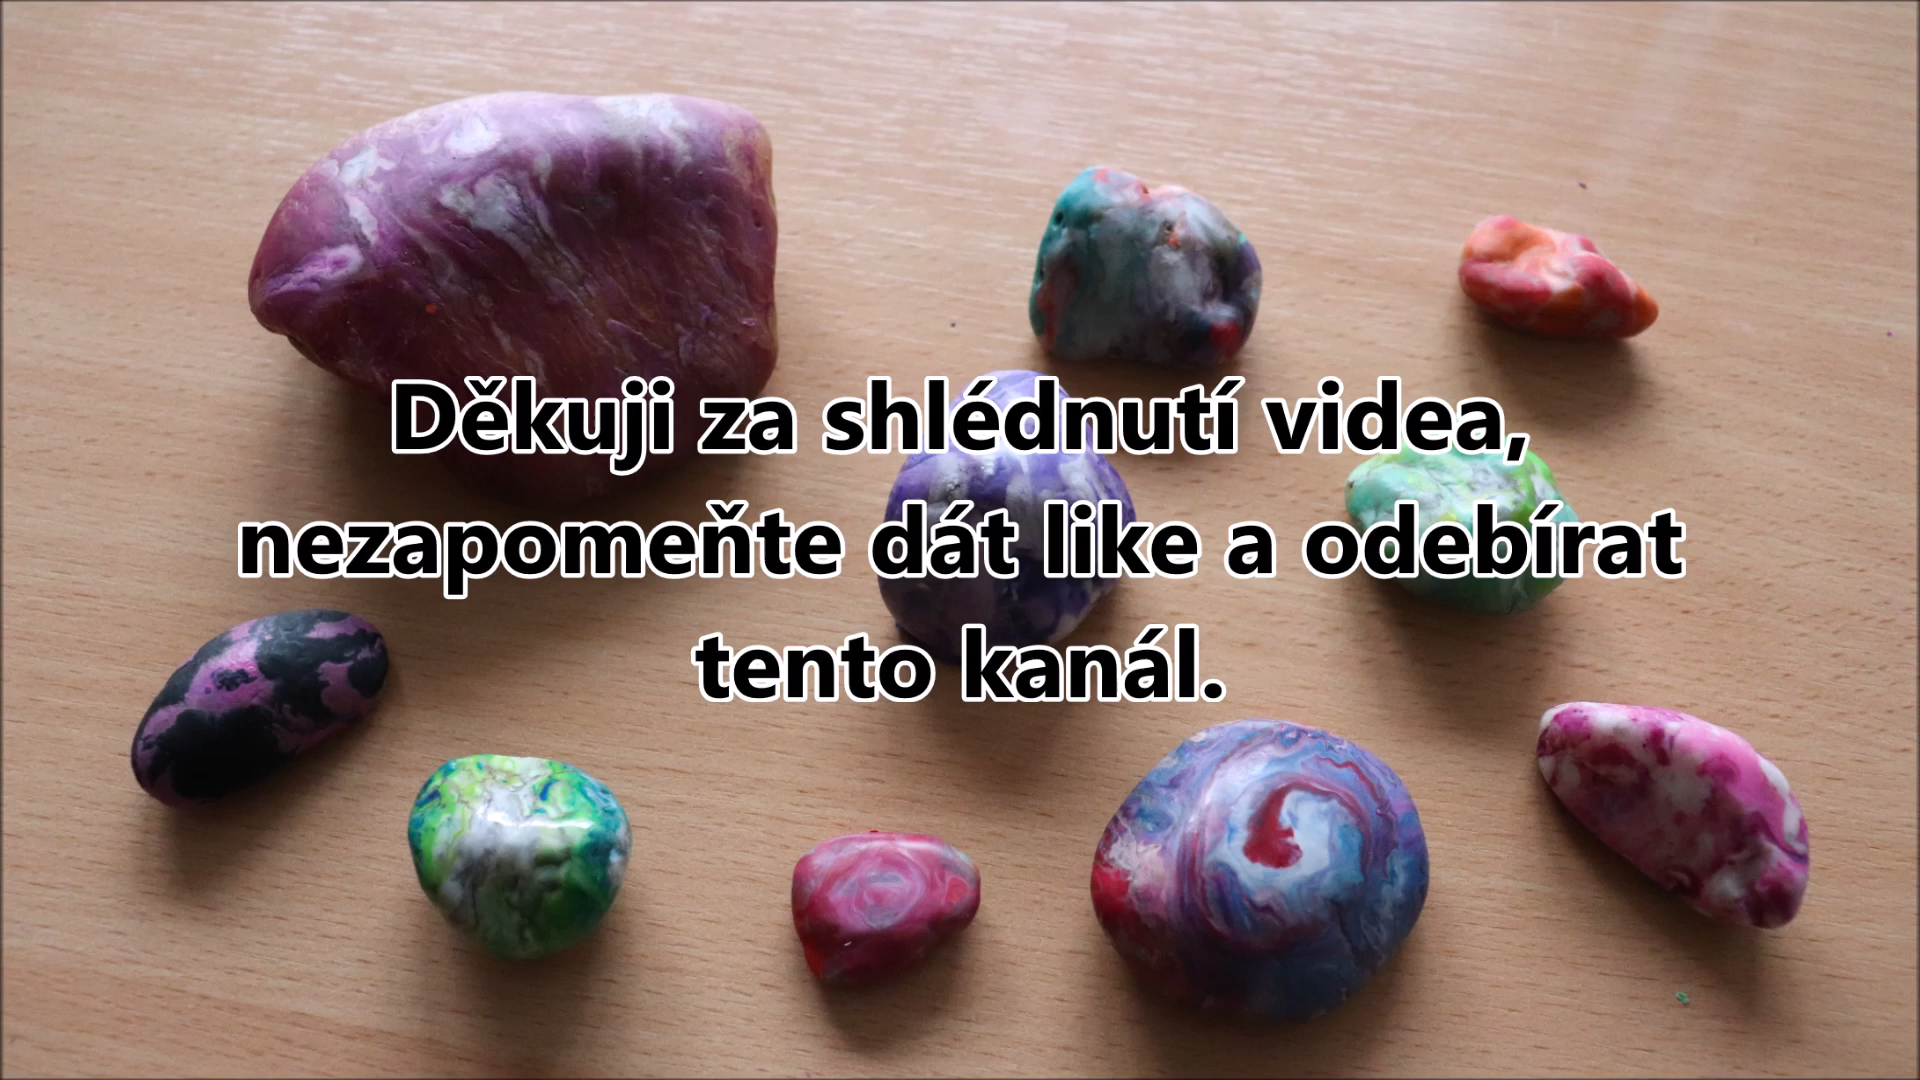 Děkuji za shlédnutí videa,
nezapomeňte dát like a odebírat
tento kanál.